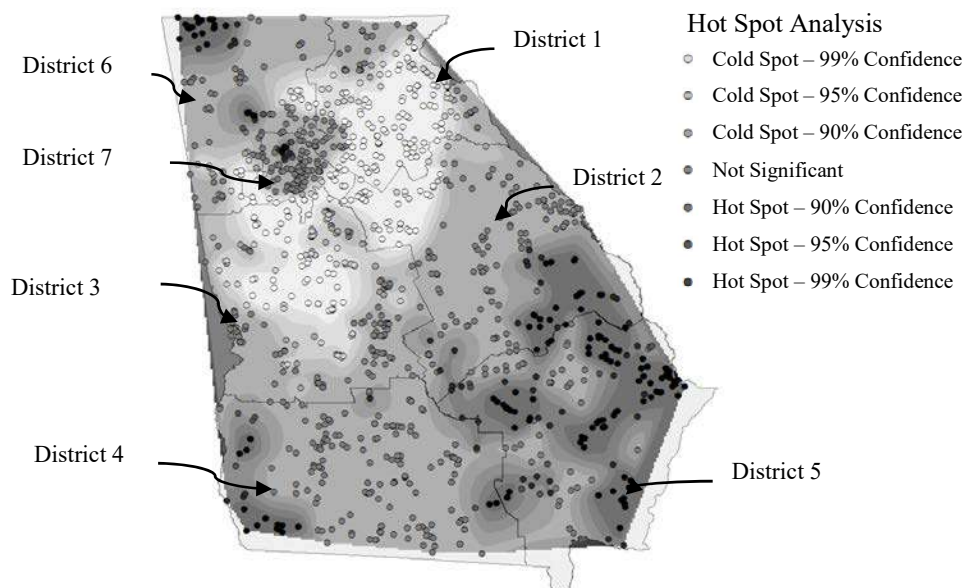 Hot Spot Analysis
District 1
Cold Spot – 99% Confidence
District 6
Cold Spot – 95% Confidence
Cold Spot – 90% Confidence
District 7
Not Significant
District 2
Hot Spot – 90% Confidence
Hot Spot – 95% Confidence
Hot Spot – 99% Confidence
District 3
District 4
District 5